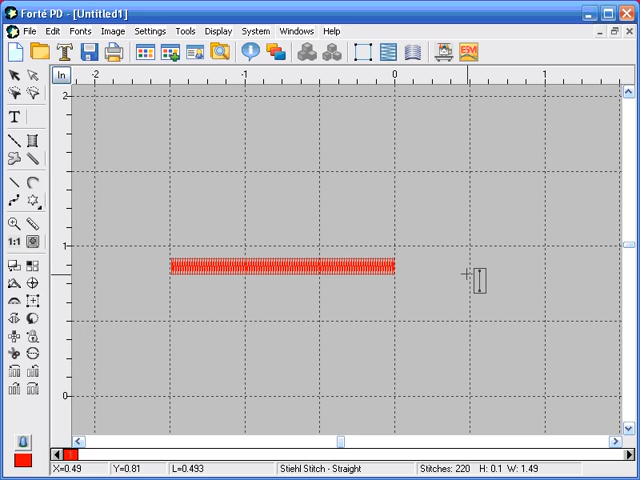 Forté PD - [Untitled1]
File Edit Fonts Image Settings Tools Display System Windows Help
ESM
In -2 -1 0 1
2
1
0
T
1:1
1
X=0.49 Y=0.81 L=0.493 Stiehl Stitch - Straight Stitches: 220 H: 0.1 W: 1.49